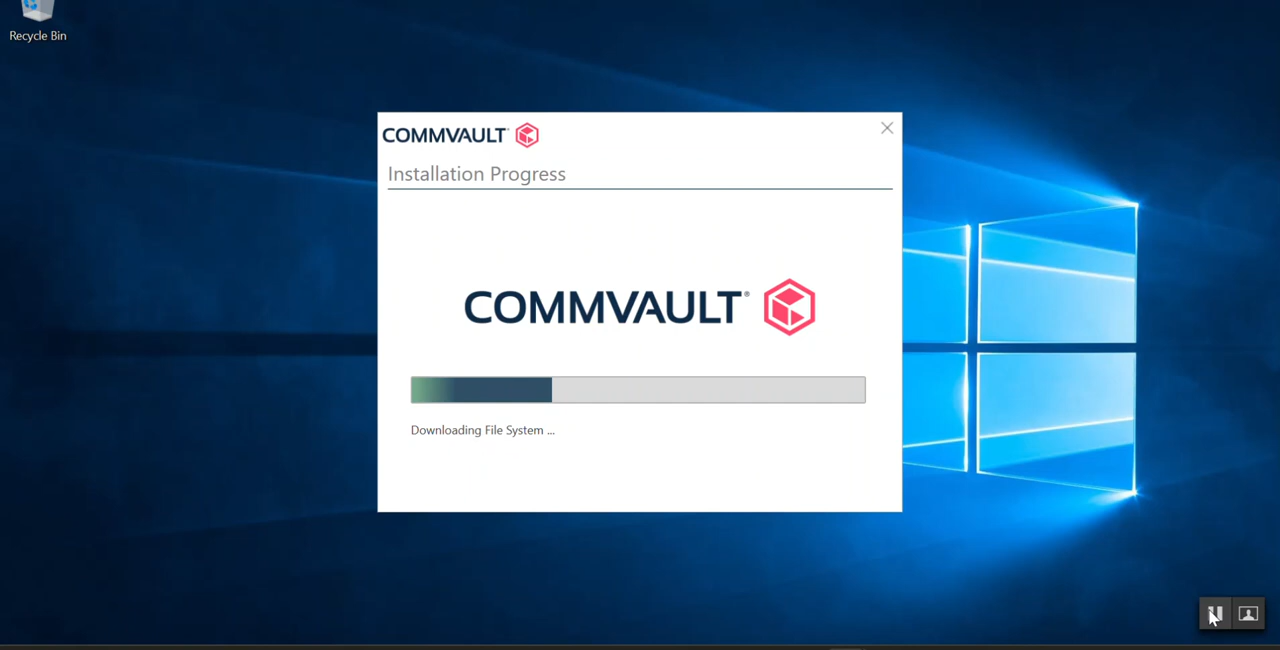 Recycle Bin
COMMVAULT
Installation Progress
COMMVAULT®
Downloading File System ...